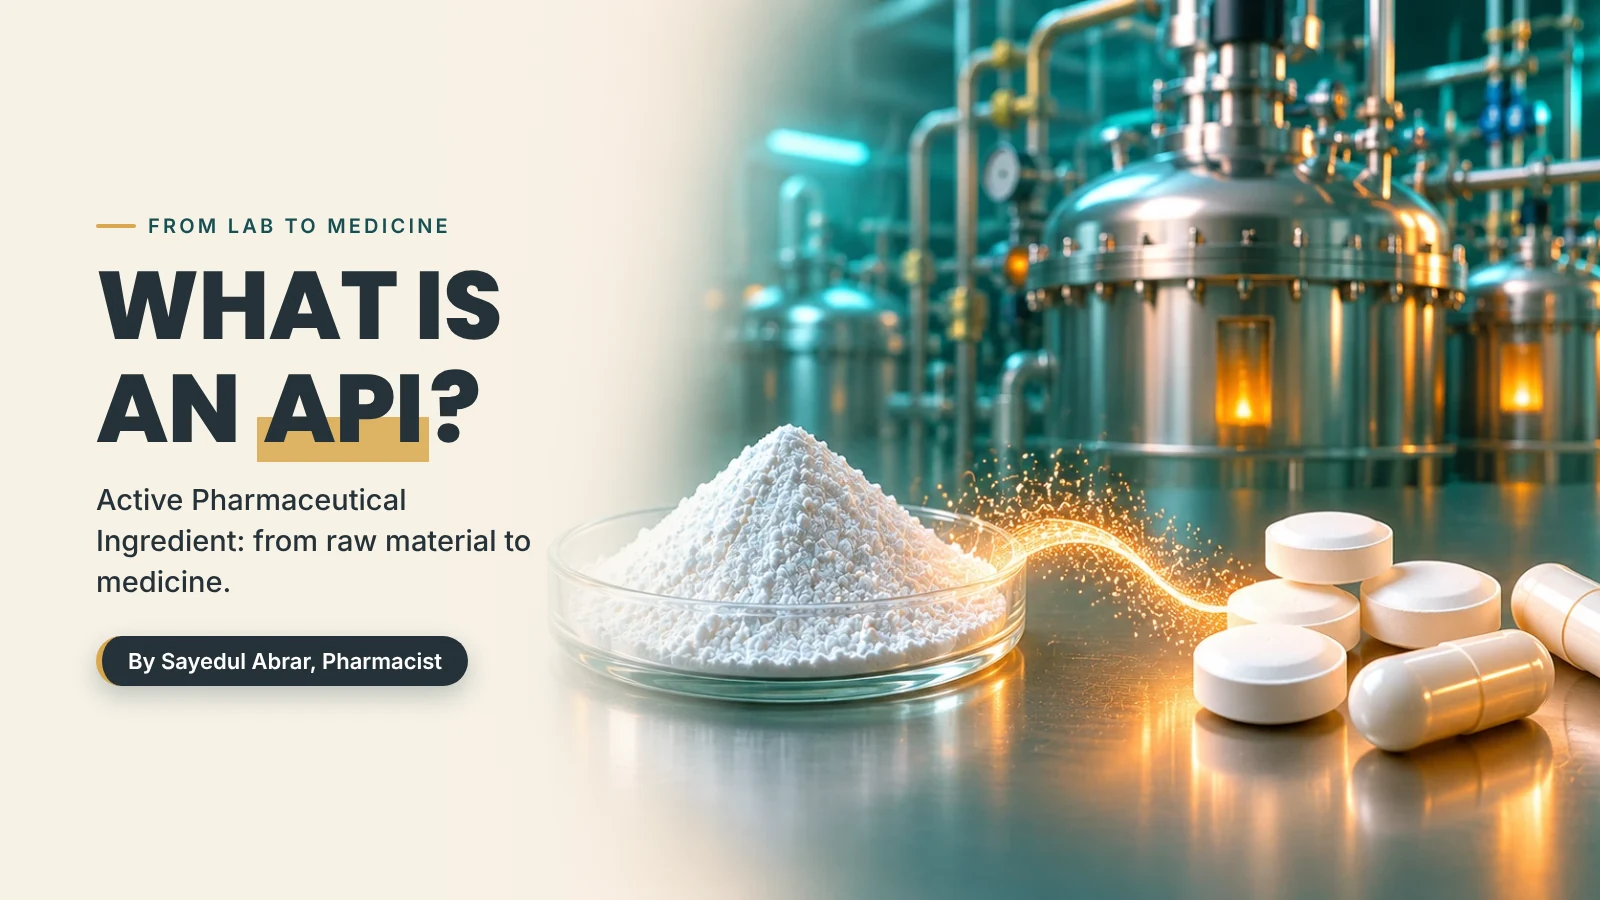 FROM LAB TO MEDICINE
WHAT IS
AN API?
Active Pharmaceutical
Ingredient: from raw material to
medicine.
By Sayedul Abrar, Pharmacist